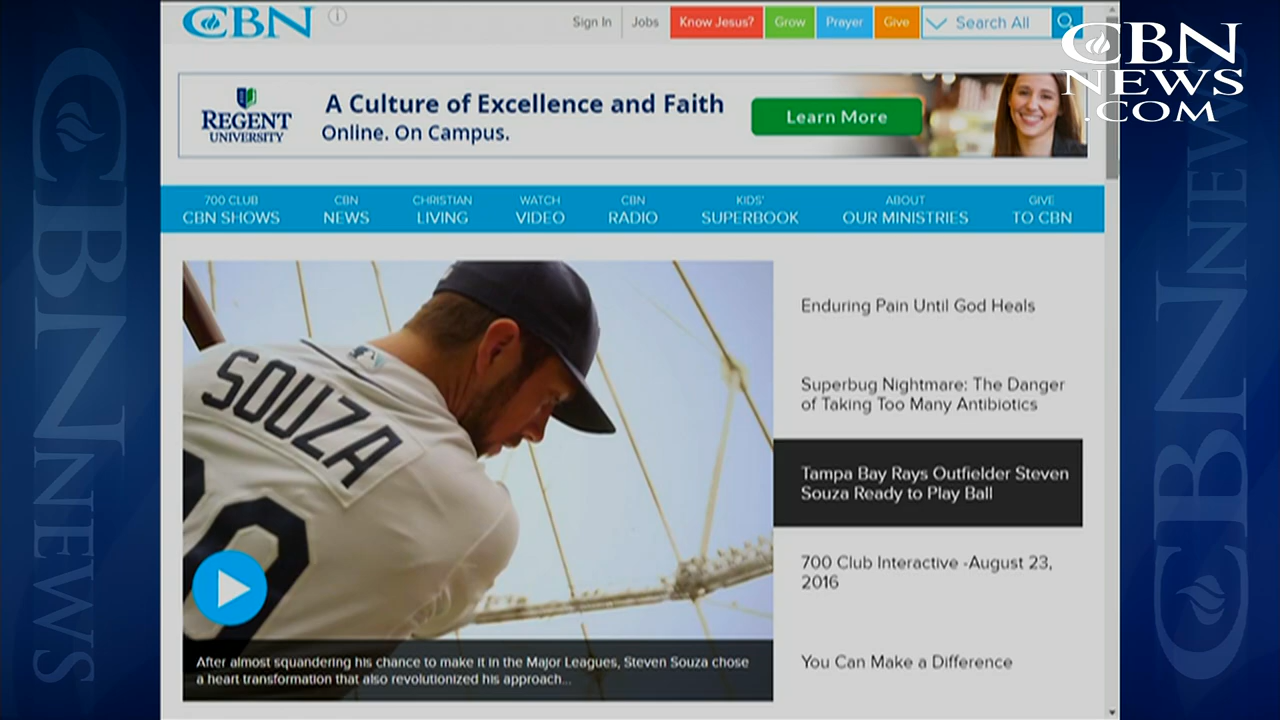 CBN
Sign In
Jobs
Know Jesus?
Grow
Prayer
Give
Search All
CBN
NEWS
.COM
REGENT
UNIVERSITY
A Culture of Excellence and Faith
Online. On Campus.
Learn More
700 CLUB
CBN SHOWS
CBN
NEWS
CHRISTIAN
LIVING
WATCH
VIDEO
CBN
RADIO
KIDS'
SUPERBOOK
ABOUT
OUR MINISTRIES
GIVE
TO CBN
SOUZA
Enduring Pain Until God Heals
Superbug Nightmare: The Danger
of Taking Too Many Antibiotics
Tampa Bay Rays Outfielder Steven
Souza Ready to Play Ball
700 Club Interactive -August 23,
2016
You Can Make a Difference
After almost squandering his chance to make it in the Major Leagues, Steven Souza chose
a heart transformation that also revolutionized his approach...
CBN NEWS
CBN NEWS